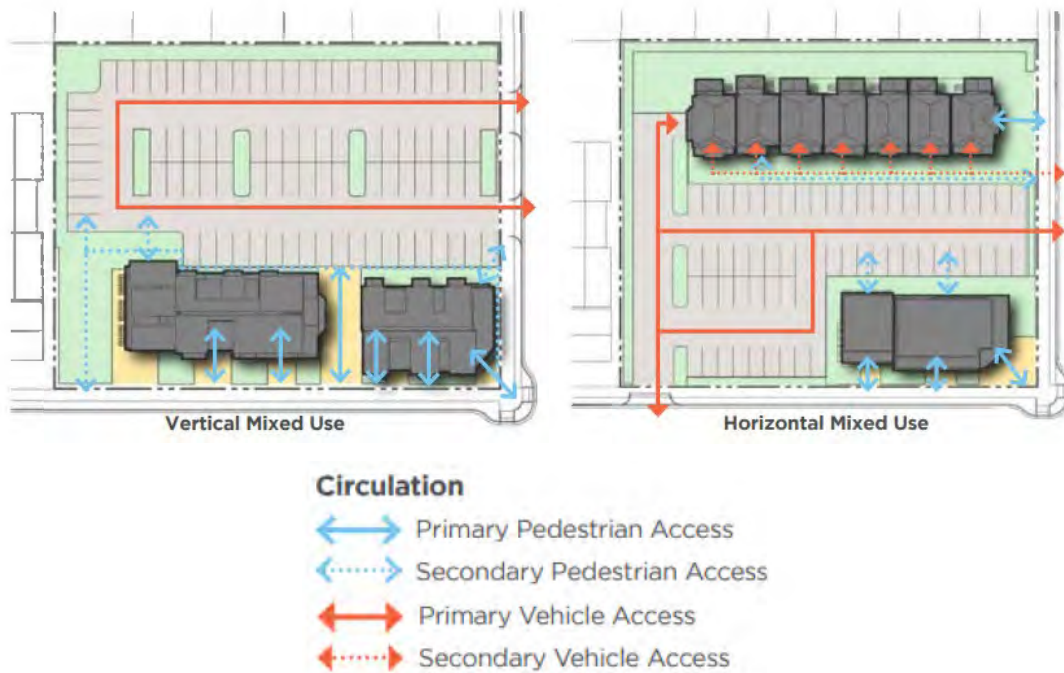 Vertical Mixed Use
Horizontal Mixed Use
Circulation
Primary Pedestrian Access
Secondary Pedestrian Access
Primary Vehicle Access
Secondary Vehicle Access